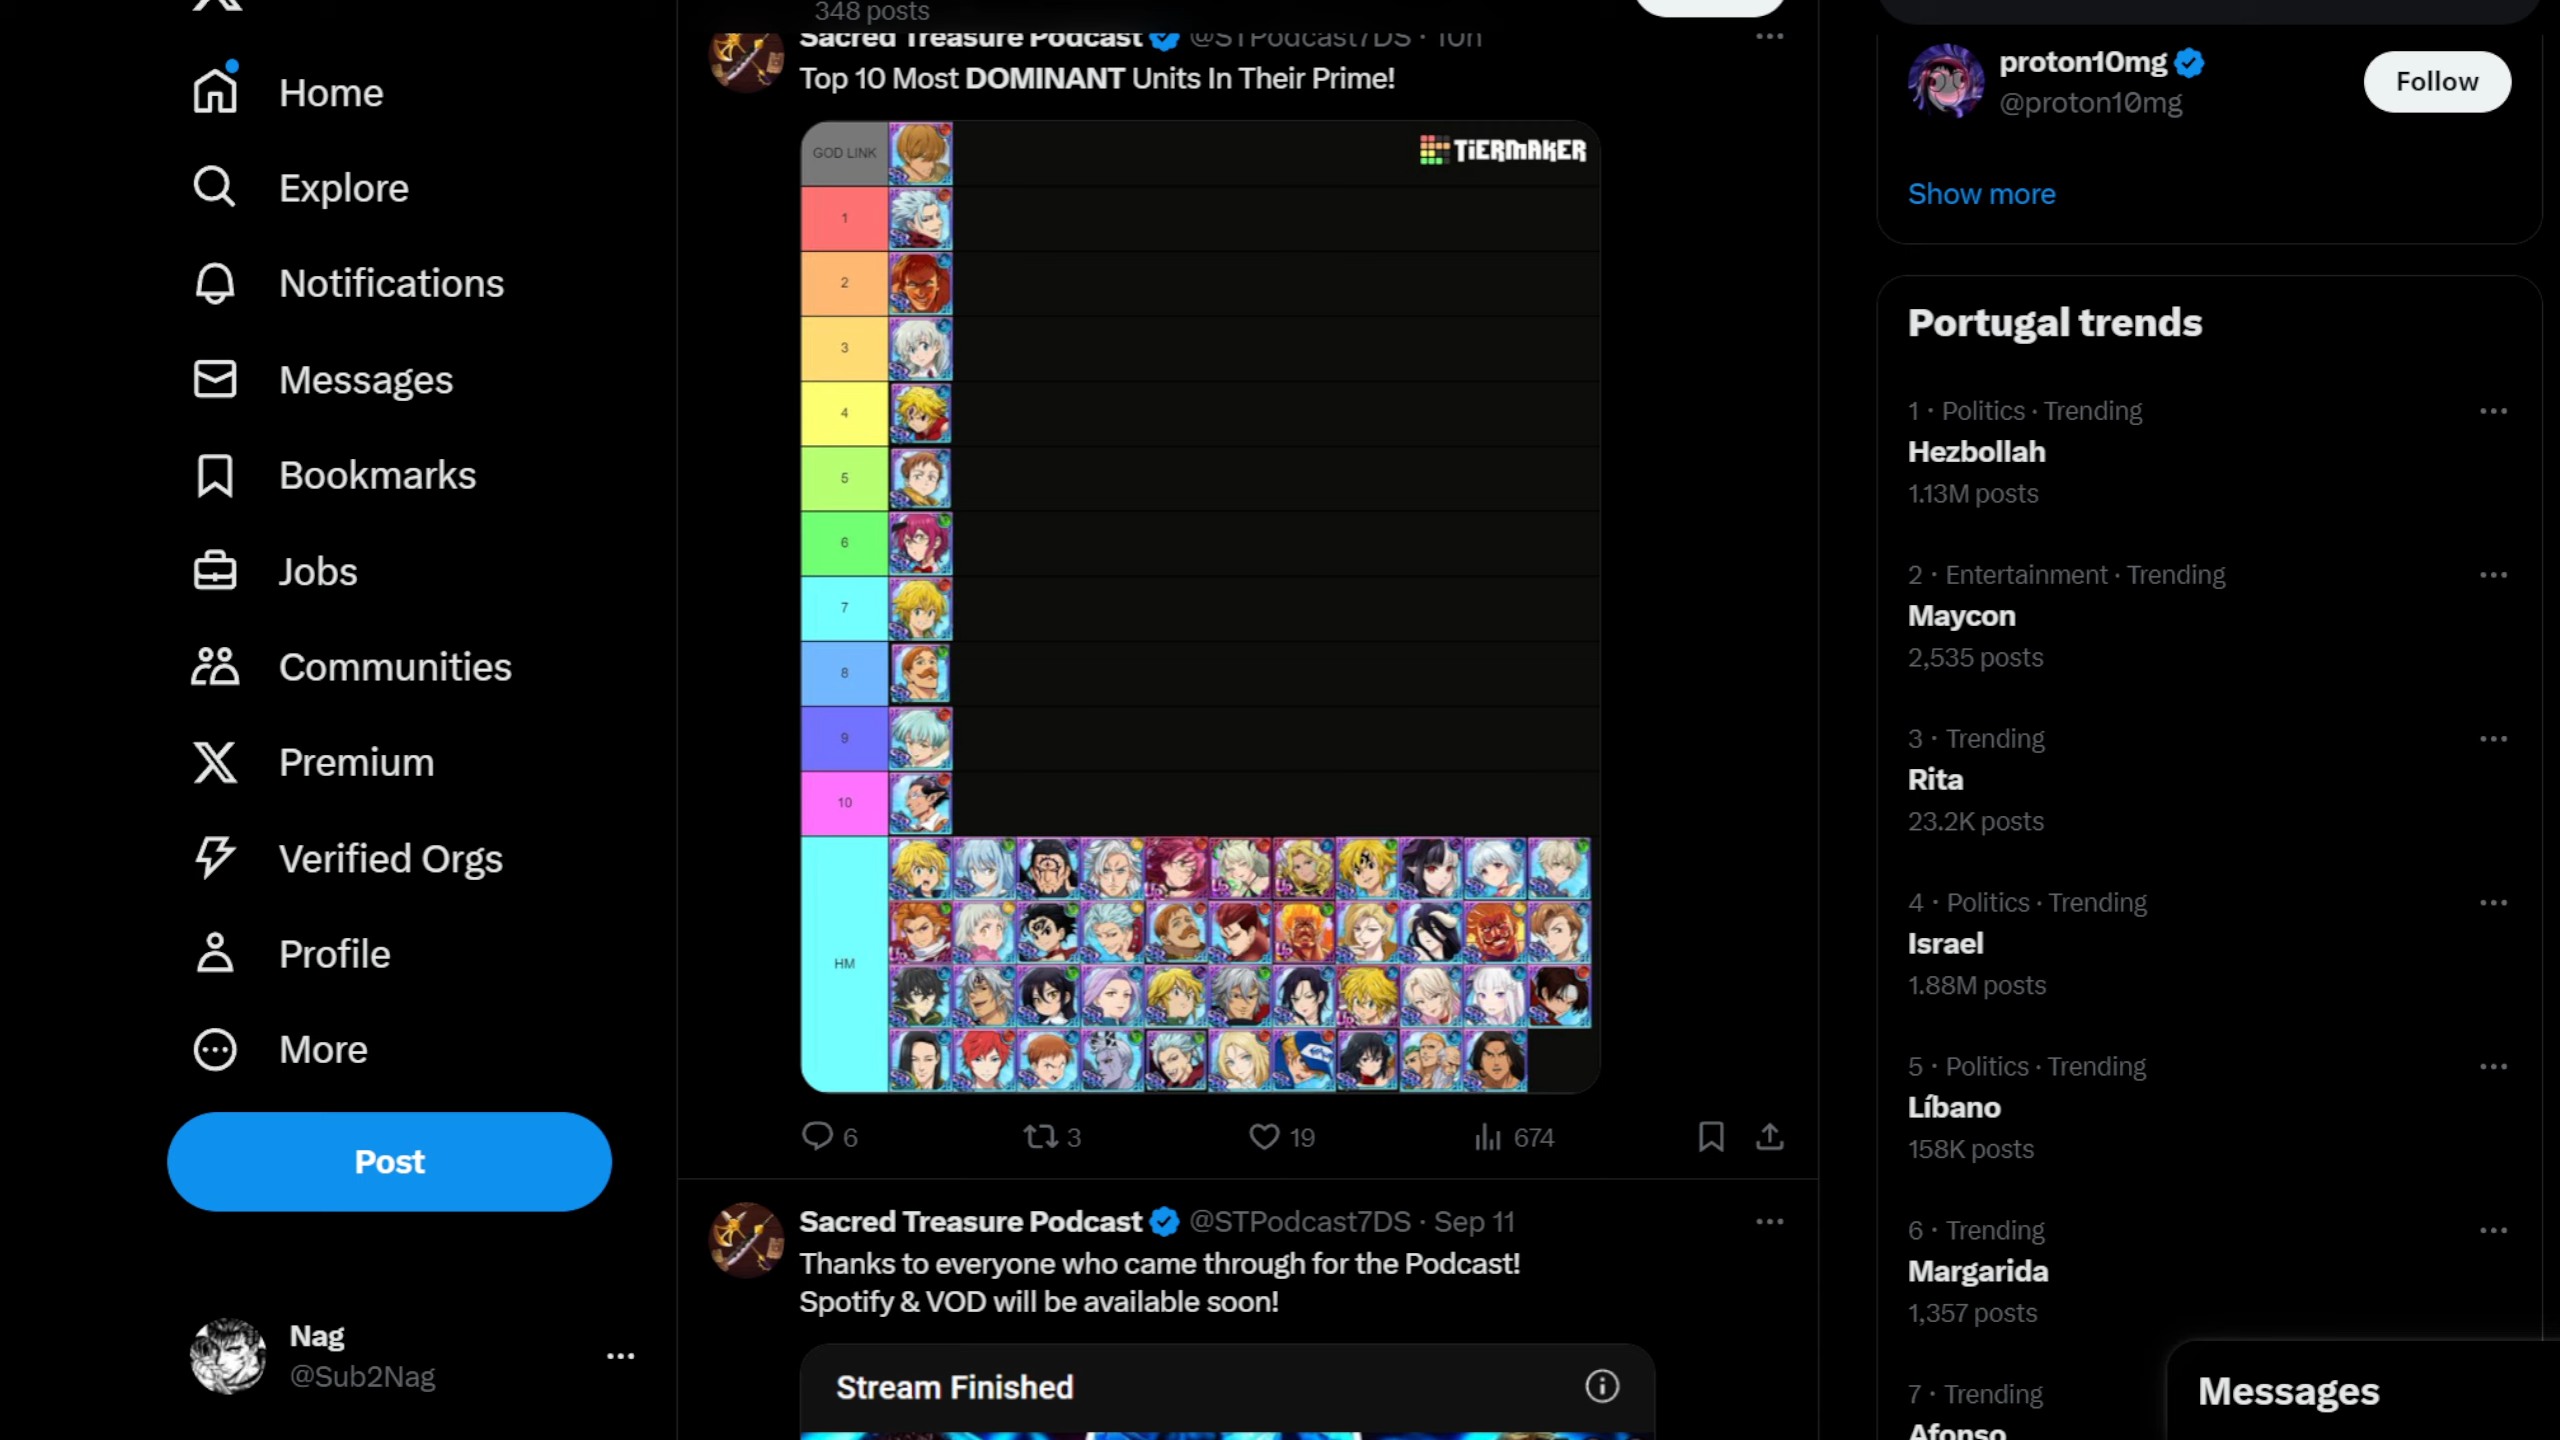 Home
Explore
Notifications
Messages
Bookmarks
Jobs
Communities
Premium
Verified Orgs
Profile
More
Post
Nag
@Sub2Nag
348 posts
Sacred Treasure Podcast @STPodcast7DS · 10h
Top 10 Most DOMINANT Units In Their Prime!
GOD LINK
TiERMAKER
1
2
3
4
5
6
7
8
9
10
HM
6 3 19 674
Sacred Treasure Podcast @STPodcast7DS · Sep 11
Thanks to everyone who came through for the Podcast!
Spotify & VOD will be available soon!
Stream Finished
proton10mg
@proton10mg
Follow
Show more
Portugal trends
1 · Politics · Trending
Hezbollah
1.13M posts
2 · Entertainment · Trending
Maycon
2,535 posts
3 · Trending
Rita
23.2K posts
4 · Politics · Trending
Israel
1.88M posts
5 · Politics · Trending
Líbano
158K posts
6 · Trending
Margarida
1,357 posts
7 · Trending
Afonso
Messages